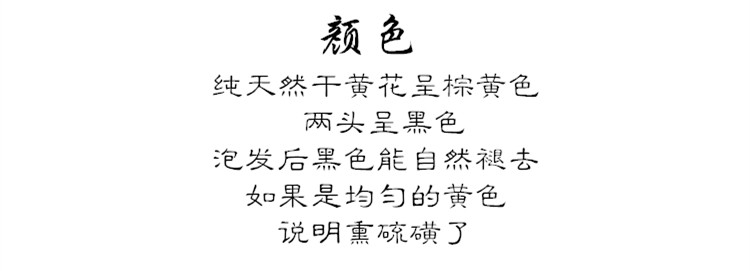 颜色
纯天然干黄花呈棕黄色
两头呈黑色
泡发后黑色能自然褪去
如果是均匀的黄色
说明熏硫磺了